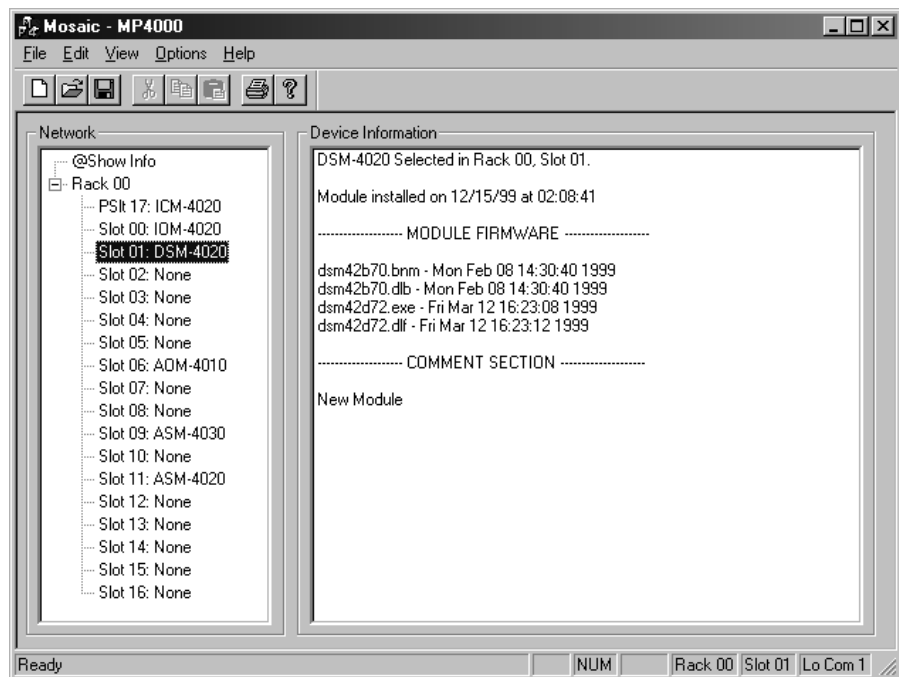 Mosaic - MP4000
File Edit View Options Help
Network
@Show Info
Rack 00
PSlt 17: ICM-4020
Slot 00: IOM-4020
Slot 01: DSM-4020
Slot 02: None
Slot 03: None
Slot 04: None
Slot 05: None
Slot 06: AOM-4010
Slot 07: None
Slot 08: None
Slot 09: ASM-4030
Slot 10: None
Slot 11: ASM-4020
Slot 12: None
Slot 13: None
Slot 14: None
Slot 15: None
Slot 16: None
Device Information
DSM-4020 Selected in Rack 00, Slot 01.
Module installed on 12/15/99 at 02:08:41
------------------- MODULE FIRMWARE -------------------
dsm42b70.bnm - Mon Feb 08 14:30:40 1999
dsm42b70.dlb - Mon Feb 08 14:30:40 1999
dsm42d72.exe - Fri Mar 12 16:23:08 1999
dsm42d72.dlf - Fri Mar 12 16:23:12 1999
------------------- COMMENT SECTION -------------------
New Module
Ready NUM Rack 00 Slot 01 Lo Com 1